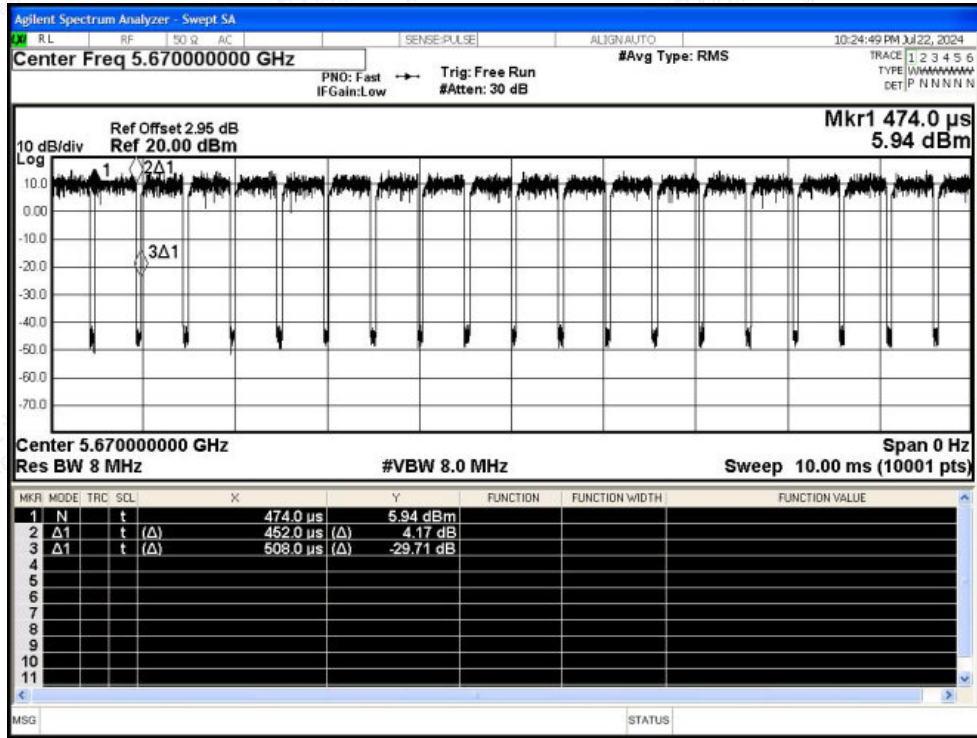 Agilent Spectrum Analyzer - Swept SA
LXI RL RF 50 Ω AC SENSE:PULSE ALIGNAUTO 10:24:49 PM Jul 22, 2024
Center Freq 5.670000000 GHz #Avg Type: RMS TRACE 1 2 3 4 5 6
PNO: Fast Trig: Free Run TYPE W
IFGain:Low #Atten: 30 dB DET P N N N N N
Mkr1 474.0 µs
Ref Offset 2.95 dB
10 dB/div Ref 20.00 dBm 5.94 dBm
Log
1 2Δ1
10.0
0.00
-10.0
3Δ1
-20.0
-30.0
-40.0
-50.0
-60.0
-70.0
Center 5.670000000 GHz Span 0 Hz
Res BW 8 MHz #VBW 8.0 MHz Sweep 10.00 ms (10001 pts)
MKR MODE TRC SCL X Y FUNCTION FUNCTION WIDTH FUNCTION VALUE
1 N t 474.0 µs 5.94 dBm
2 Δ1 t (Δ) 452.0 µs (Δ) 4.17 dB
3 Δ1 t (Δ) 508.0 µs (Δ) -29.71 dB
4
5
6
7
8
9
10
11
MSG STATUS